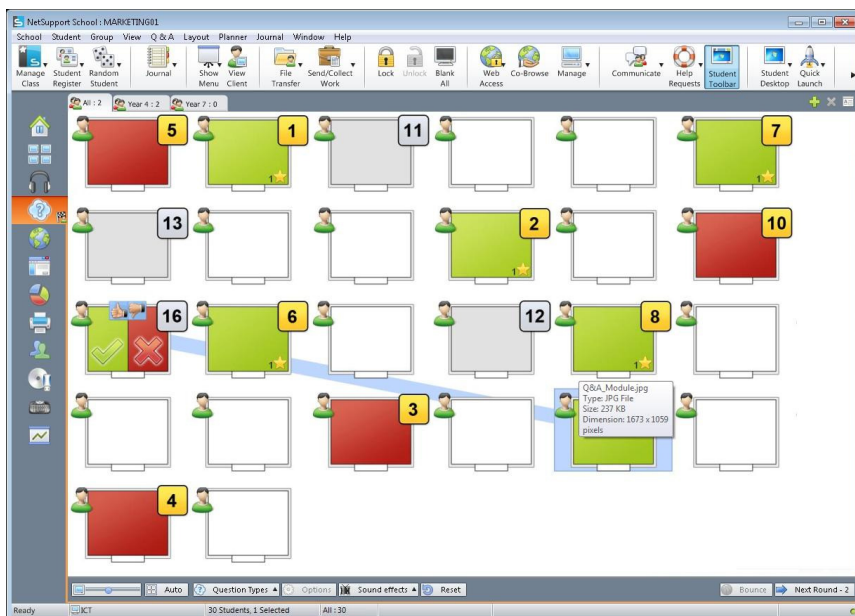 NetSupport School : MARKETING01
School Student Group View Q & A Layout Planner Journal Window Help
Manage Class
Student Register
Random Student
Journal
Show Menu
View Client
File Transfer
Send/Collect Work
Lock
Unlock
Blank All
Web Access
Co-Browse
Manage
Communicate
Help Requests
Student Toolbar
Student Desktop
Quick Launch
All : 2 Year 4 : 2 Year 7 : 0
5 1 11 7
1 1
13 2 10
1
16 6 12 8
1 1
3
Q&A_Module.jpg
Type: JPG File
Size: 237 KB
Dimension: 1673 x 1059
pixels
4
Auto Question Types Options Sound effects Reset Bounce Next Round - 2
Ready ICT 30 Students, 1 Selected All : 30